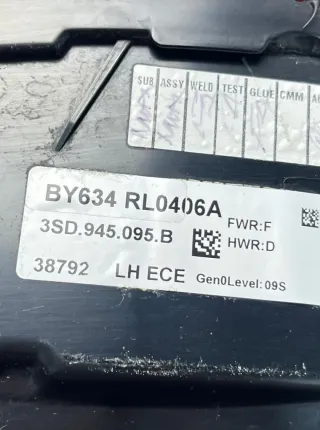 SUB ASSY WELD TEST GLUE CMM
BY634 RL0406A
FWR:F
3SD.945.095.B
HWR:D
38792 LH ECE Gen0Level:09S